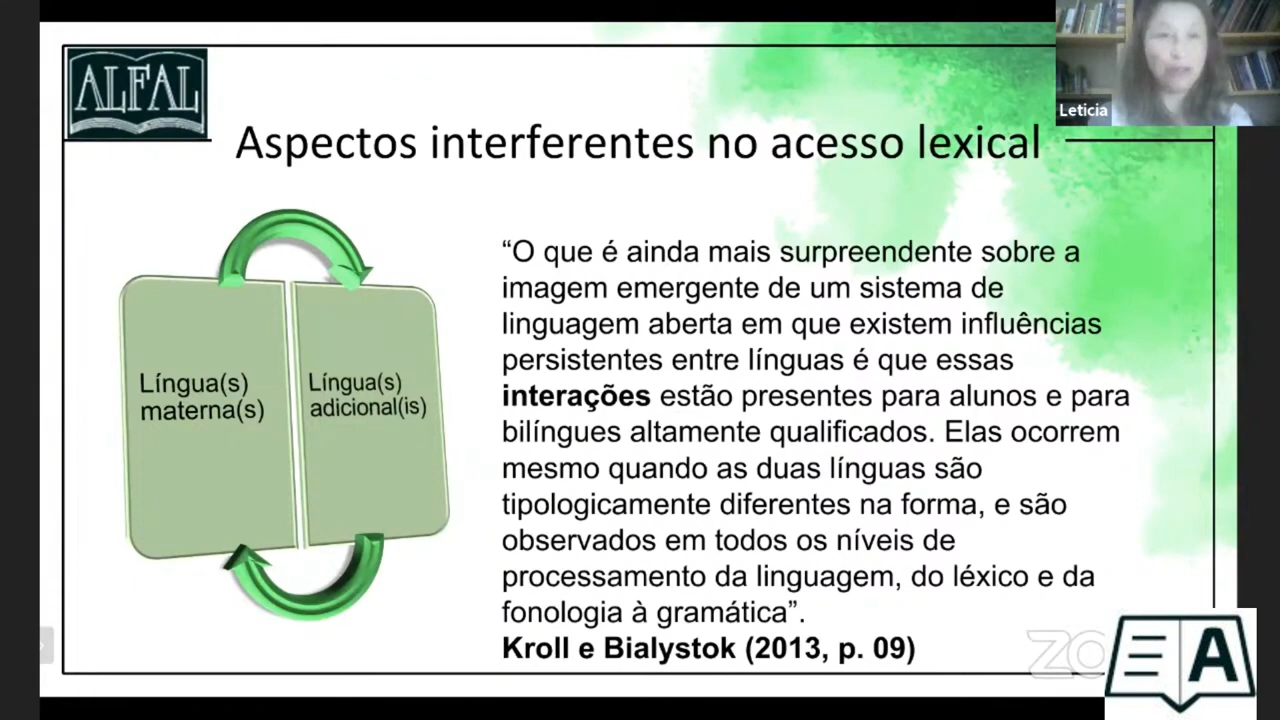 ALFAL
Leticia
Aspectos interferentes no acesso lexical
Língua(s)
materna(s)
Língua(s)
adicional(is)
“O que é ainda mais surpreendente sobre a
imagem emergente de um sistema de
linguagem aberta em que existem influências
persistentes entre línguas é que essas
interações estão presentes para alunos e para
bilíngues altamente qualificados. Elas ocorrem
mesmo quando as duas línguas são
tipologicamente diferentes na forma, e são
observados em todos os níveis de
processamento da linguagem, do léxico e da
fonologia à gramática”.
Kroll e Bialystok (2013, p. 09)
ZO
A